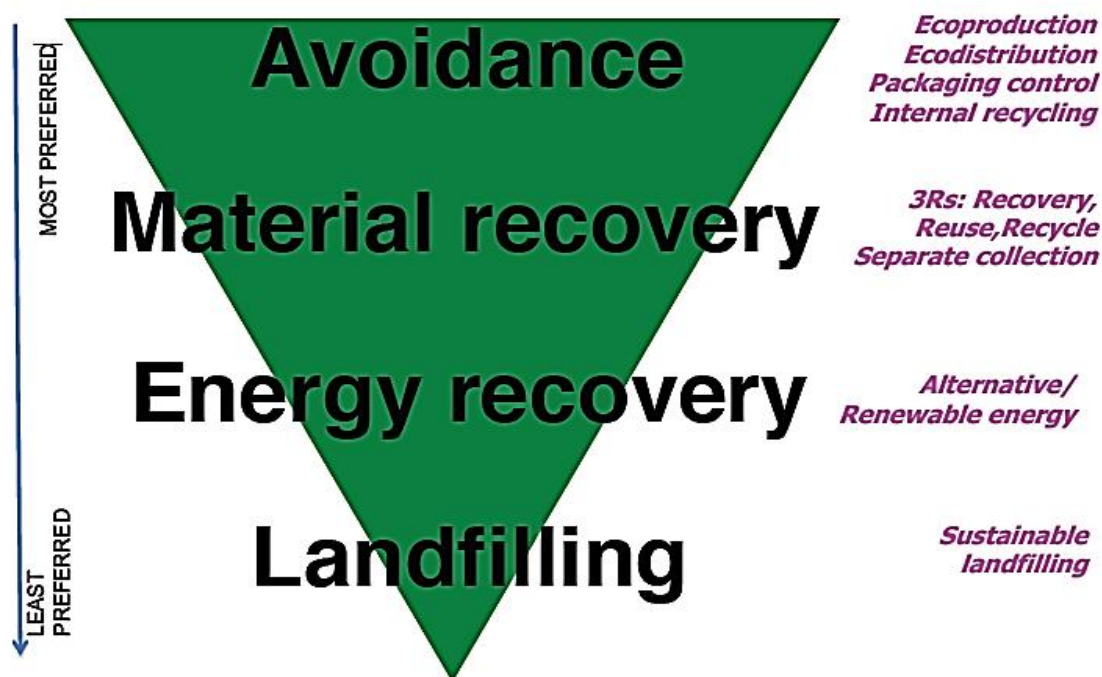 Avoidance
Ecoproduction
Ecodistribution
Packaging control
Internal recycling
MOST PREFERRED
Material recovery
3Rs: Recovery,
Reuse,Recycle
Separate collection
Energy recovery
Alternative/
Renewable energy
Landfilling
Sustainable
landfilling
LEAST
PREFERRED